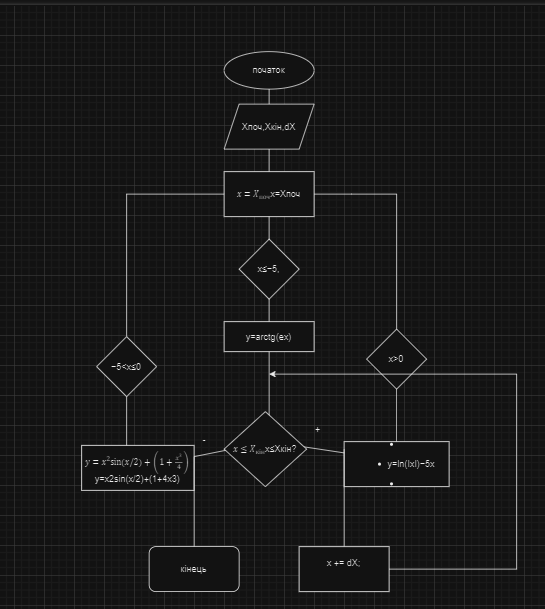 початок
Xпоч,Xкін,dX
x = X x=Xпоч
x≤−5,
y=arctg(ex)
−5<x≤0
x>0
-
+
y = x²sin(x/2) + (1 + x³/4)
y=x2sin(x/2)+(1+4x3)
x ≤ Xкін x≤Xкін?
• y=ln(|x|)−5x
кінець
x += dX;